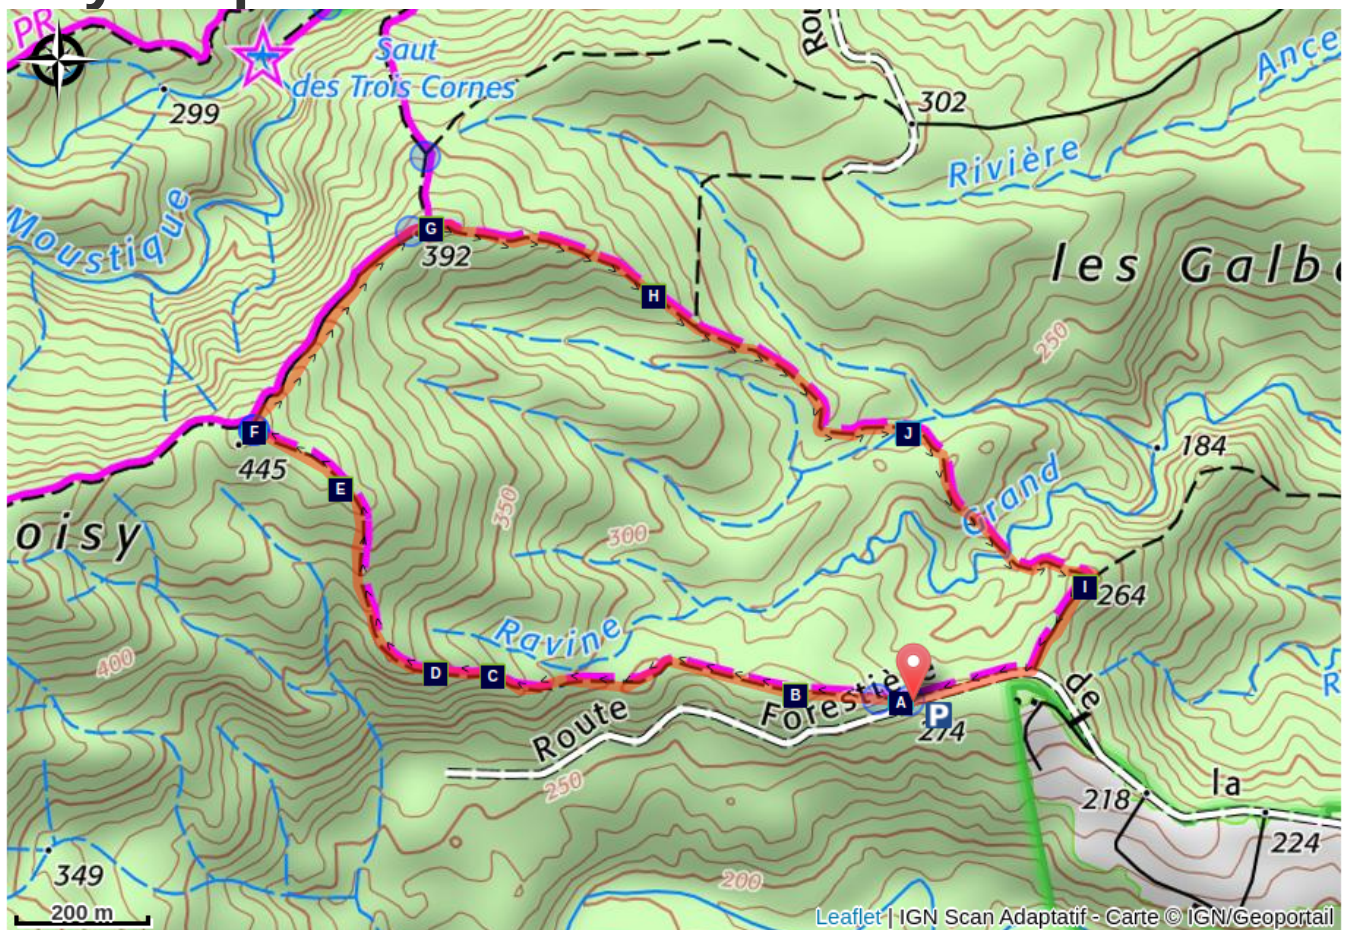 PR
Saut
des Trois Cornes
299
302
Rivière
Moustique
G
392
H
les Galb
250
F
445
J
184
E
Grand
350
oisy
300
I
264
Ravine
400
D
C
B
A
P
274
Route
Forestière
de
la
250
218
224
349
200
200 m
Leaflet | IGN Scan Adaptatif - Carte © IGN/Geoportail